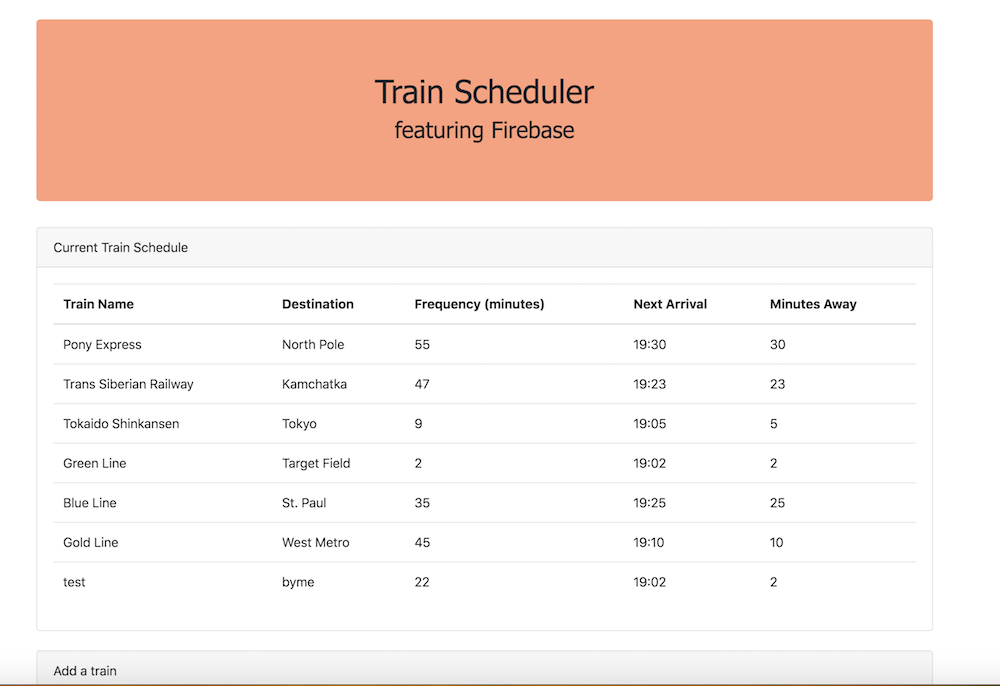 Train Scheduler
featuring Firebase
Current Train Schedule
Train Name Destination Frequency (minutes) Next Arrival Minutes Away
Pony Express North Pole 55 19:30 30
Trans Siberian Railway Kamchatka 47 19:23 23
Tokaido Shinkansen Tokyo 9 19:05 5
Green Line Target Field 2 19:02 2
Blue Line St. Paul 35 19:25 25
Gold Line West Metro 45 19:10 10
test byme 22 19:02 2
Add a train